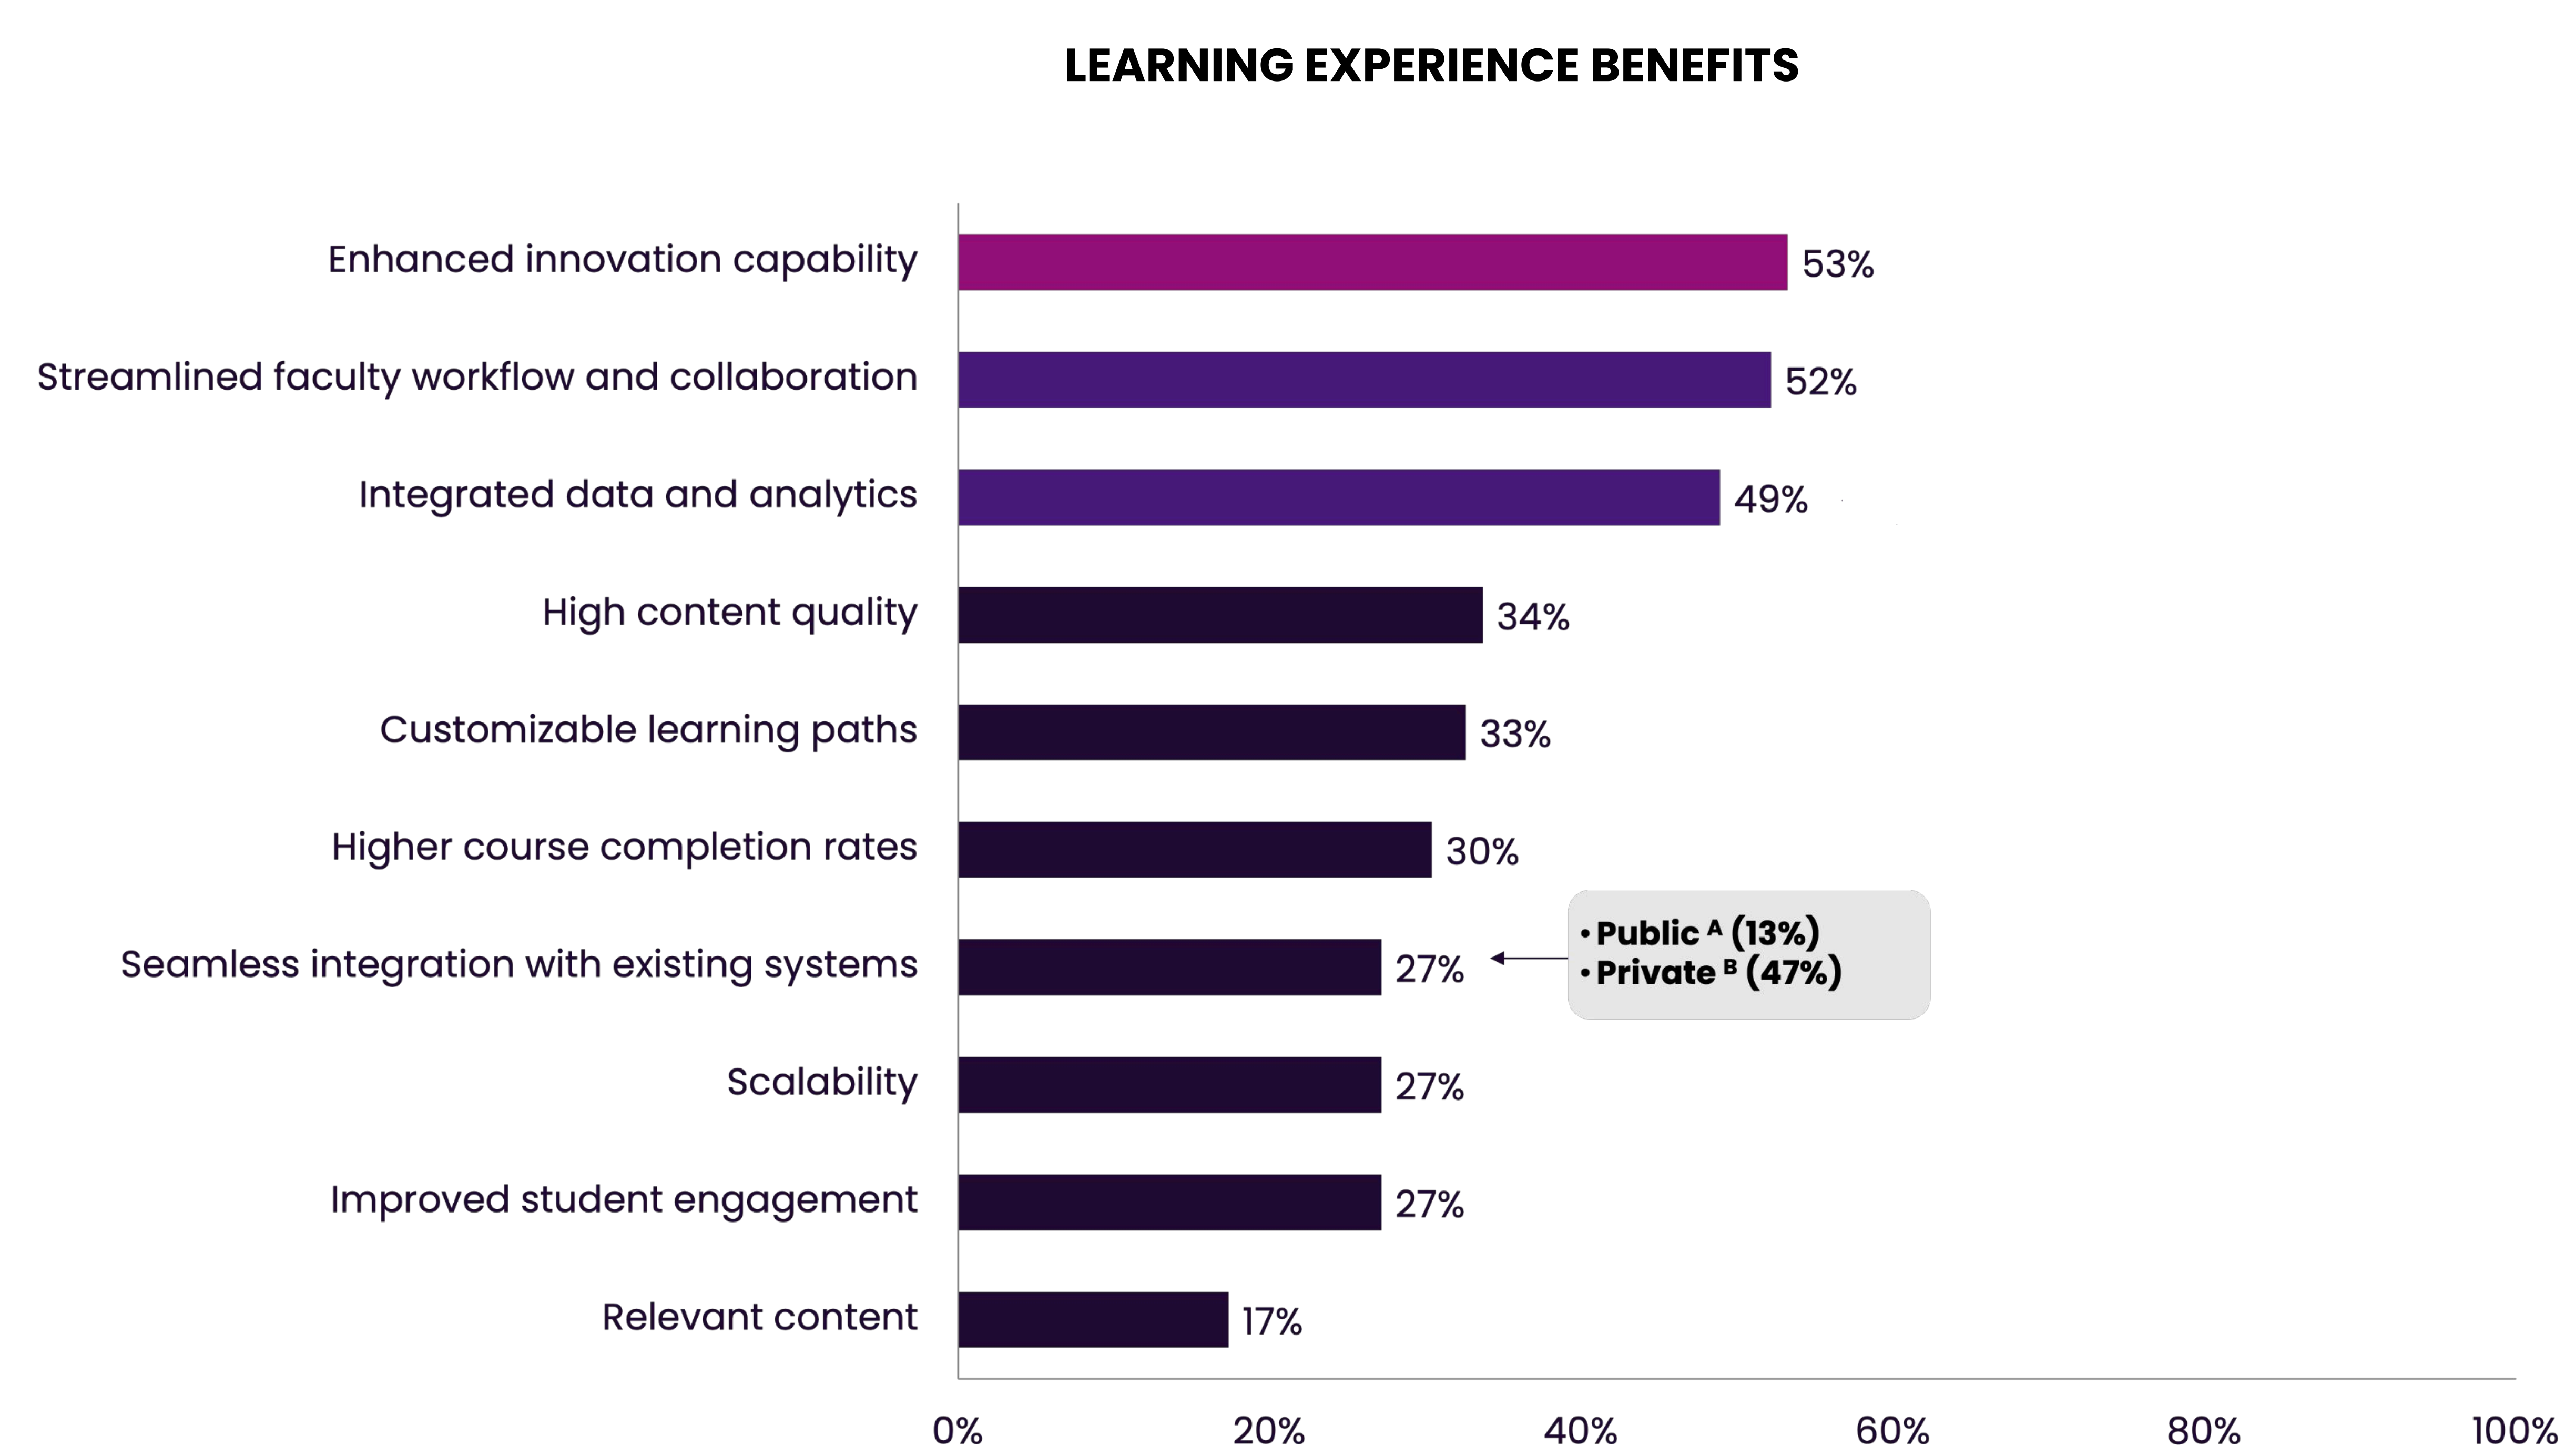 LEARNING EXPERIENCE BENEFITS
Enhanced innovation capability 53%
Streamlined faculty workflow and collaboration 52%
Integrated data and analytics 49%
High content quality 34%
Customizable learning paths 33%
Higher course completion rates 30%
Seamless integration with existing systems 27%
• Public A (13%)
• Private B (47%)
Scalability 27%
Improved student engagement 27%
Relevant content 17%
0% 20% 40% 60% 80% 100%